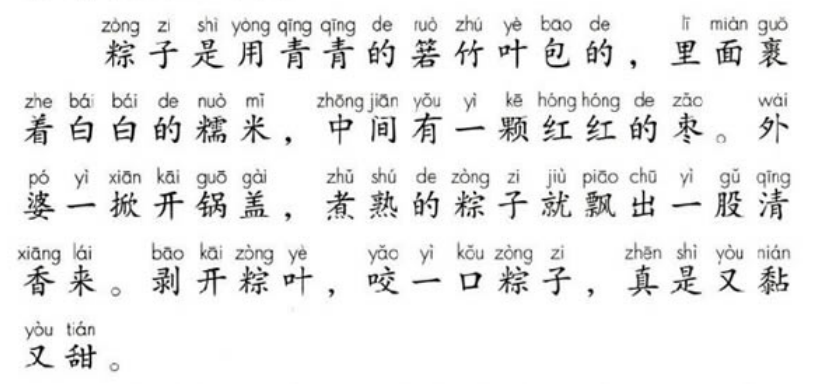 zòng zi shì yòng qīng qīng de ruò zhú yè bāo de lǐ miàn guǒ
粽子是用青青的箬竹叶包的，里面裹
zhe bái bái de nuò mǐ zhōng jiān yǒu yì kē hóng hóng de zǎo wài
着白白的糯米，中间有一颗红红的枣。外
pó yì xiān kāi guō gài zhǔ shú de zòng zi jiù piāo chū yì gǔ qīng
婆一掀开锅盖，煮熟的粽子就飘出一股清
xiāng lái bāo kāi zòng yè yǎo yì kǒu zòng zi zhēn shì yòu nián
香来。剥开粽叶，咬一口粽子，真是又黏
yòu tián
又甜。